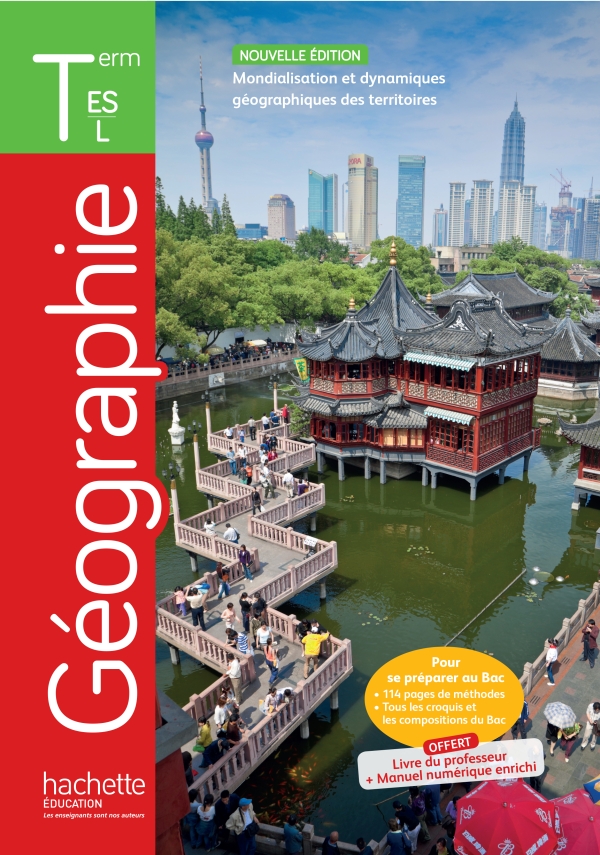 Term
ES
L
NOUVELLE ÉDITION
Mondialisation et dynamiques
géographiques des territoires
Géographie
Pour
se préparer au Bac
• 114 pages de méthodes
• Tous les croquis et
les compositions du Bac
OFFERT
Livre du professeur
+ Manuel numérique enrichi
hachette
ÉDUCATION
Les enseignants sont nos auteurs